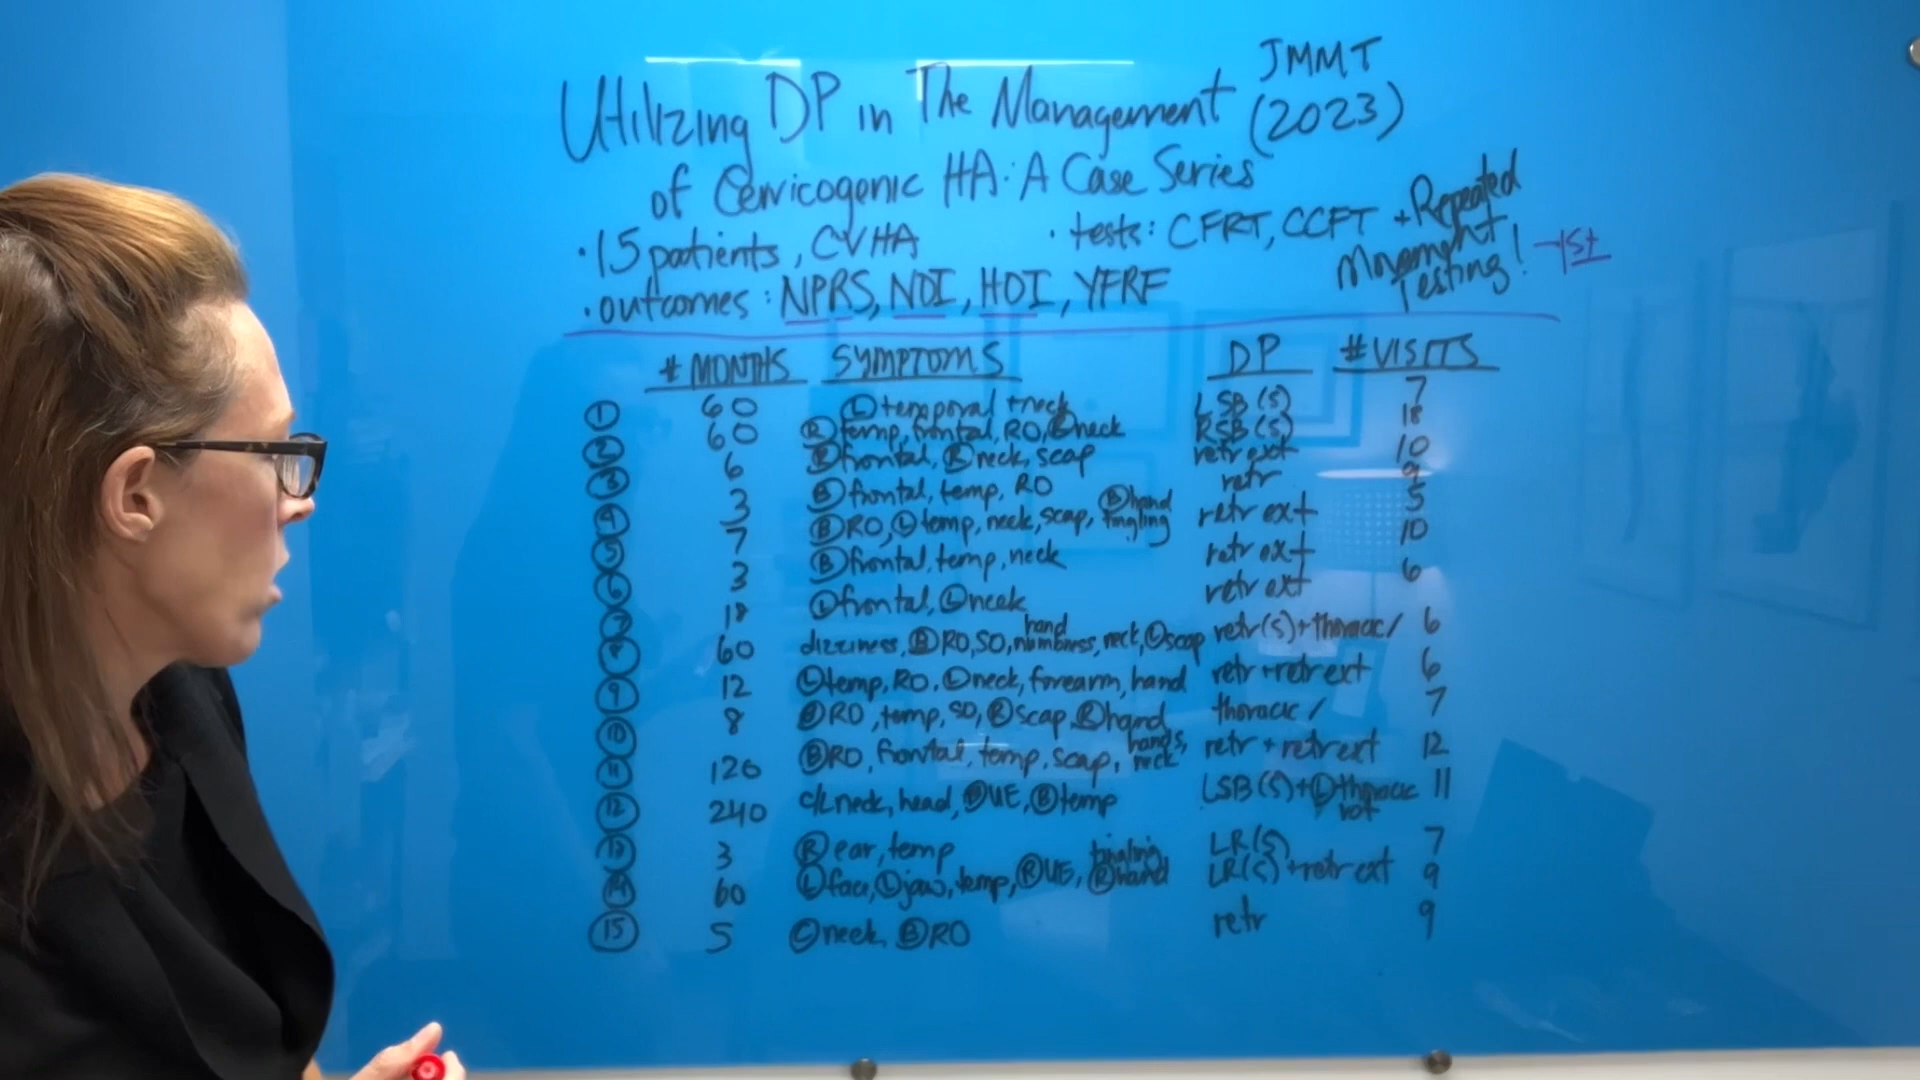 Utilizing DP in The Management JMMT (2023)
of Cervicogenic HA: A Case Series
· 15 patients, CVHA · tests: CFRT, CCFT + Repeated Movement Testing! 1st
· outcomes: NPRS, NDI, HDI, YFRF
# MONTHS SYMPTOMS DP # VISITS
① 60 Ⓛ temporal + neck LSB(s) 7
② 60 Ⓡ temp, frontal, RO, neck RSB(s) 18
③ 6 frontal, Ⓡ neck, scap retr ext 10
④ 3 Ⓑ frontal, temp, RO retr 9
⑤ 7 Ⓑ RO, Ⓛ temp, neck, scap, Ⓑ hand tingling retr ext 5
⑥ 3 Ⓑ frontal, temp, neck retr ext 10
⑦ 18 Ⓛ frontal, Ⓛ neck retr ext 6
⑧ 60 dizziness, Ⓑ RO, SO, hand numbness, neck, Ⓛ scap retr(s) + thoracic / 6
⑨ 12 Ⓛ temp, RO, Ⓛ neck, forearm, hand retr + retr ext 6
⑩ 8 RO, temp, SO, Ⓡ scap, Ⓡ hand thoracic / 7
⑪ 120 Ⓑ RO, frontal, temp, scap, hands, neck retr + retr ext 12
⑫ 240 c/L neck, head, UE, Ⓑ temp LSB(s) + Ⓛ thoracic rot 11
⑬ 3 Ⓡ ear, temp LR(s) 7
⑭ 60 Ⓛ face, Ⓛ jaw, temp, Ⓡ UE, tingling Ⓡ hand LR(s) + retr ext 9
⑮ 5 neck, Ⓑ RO retr 9